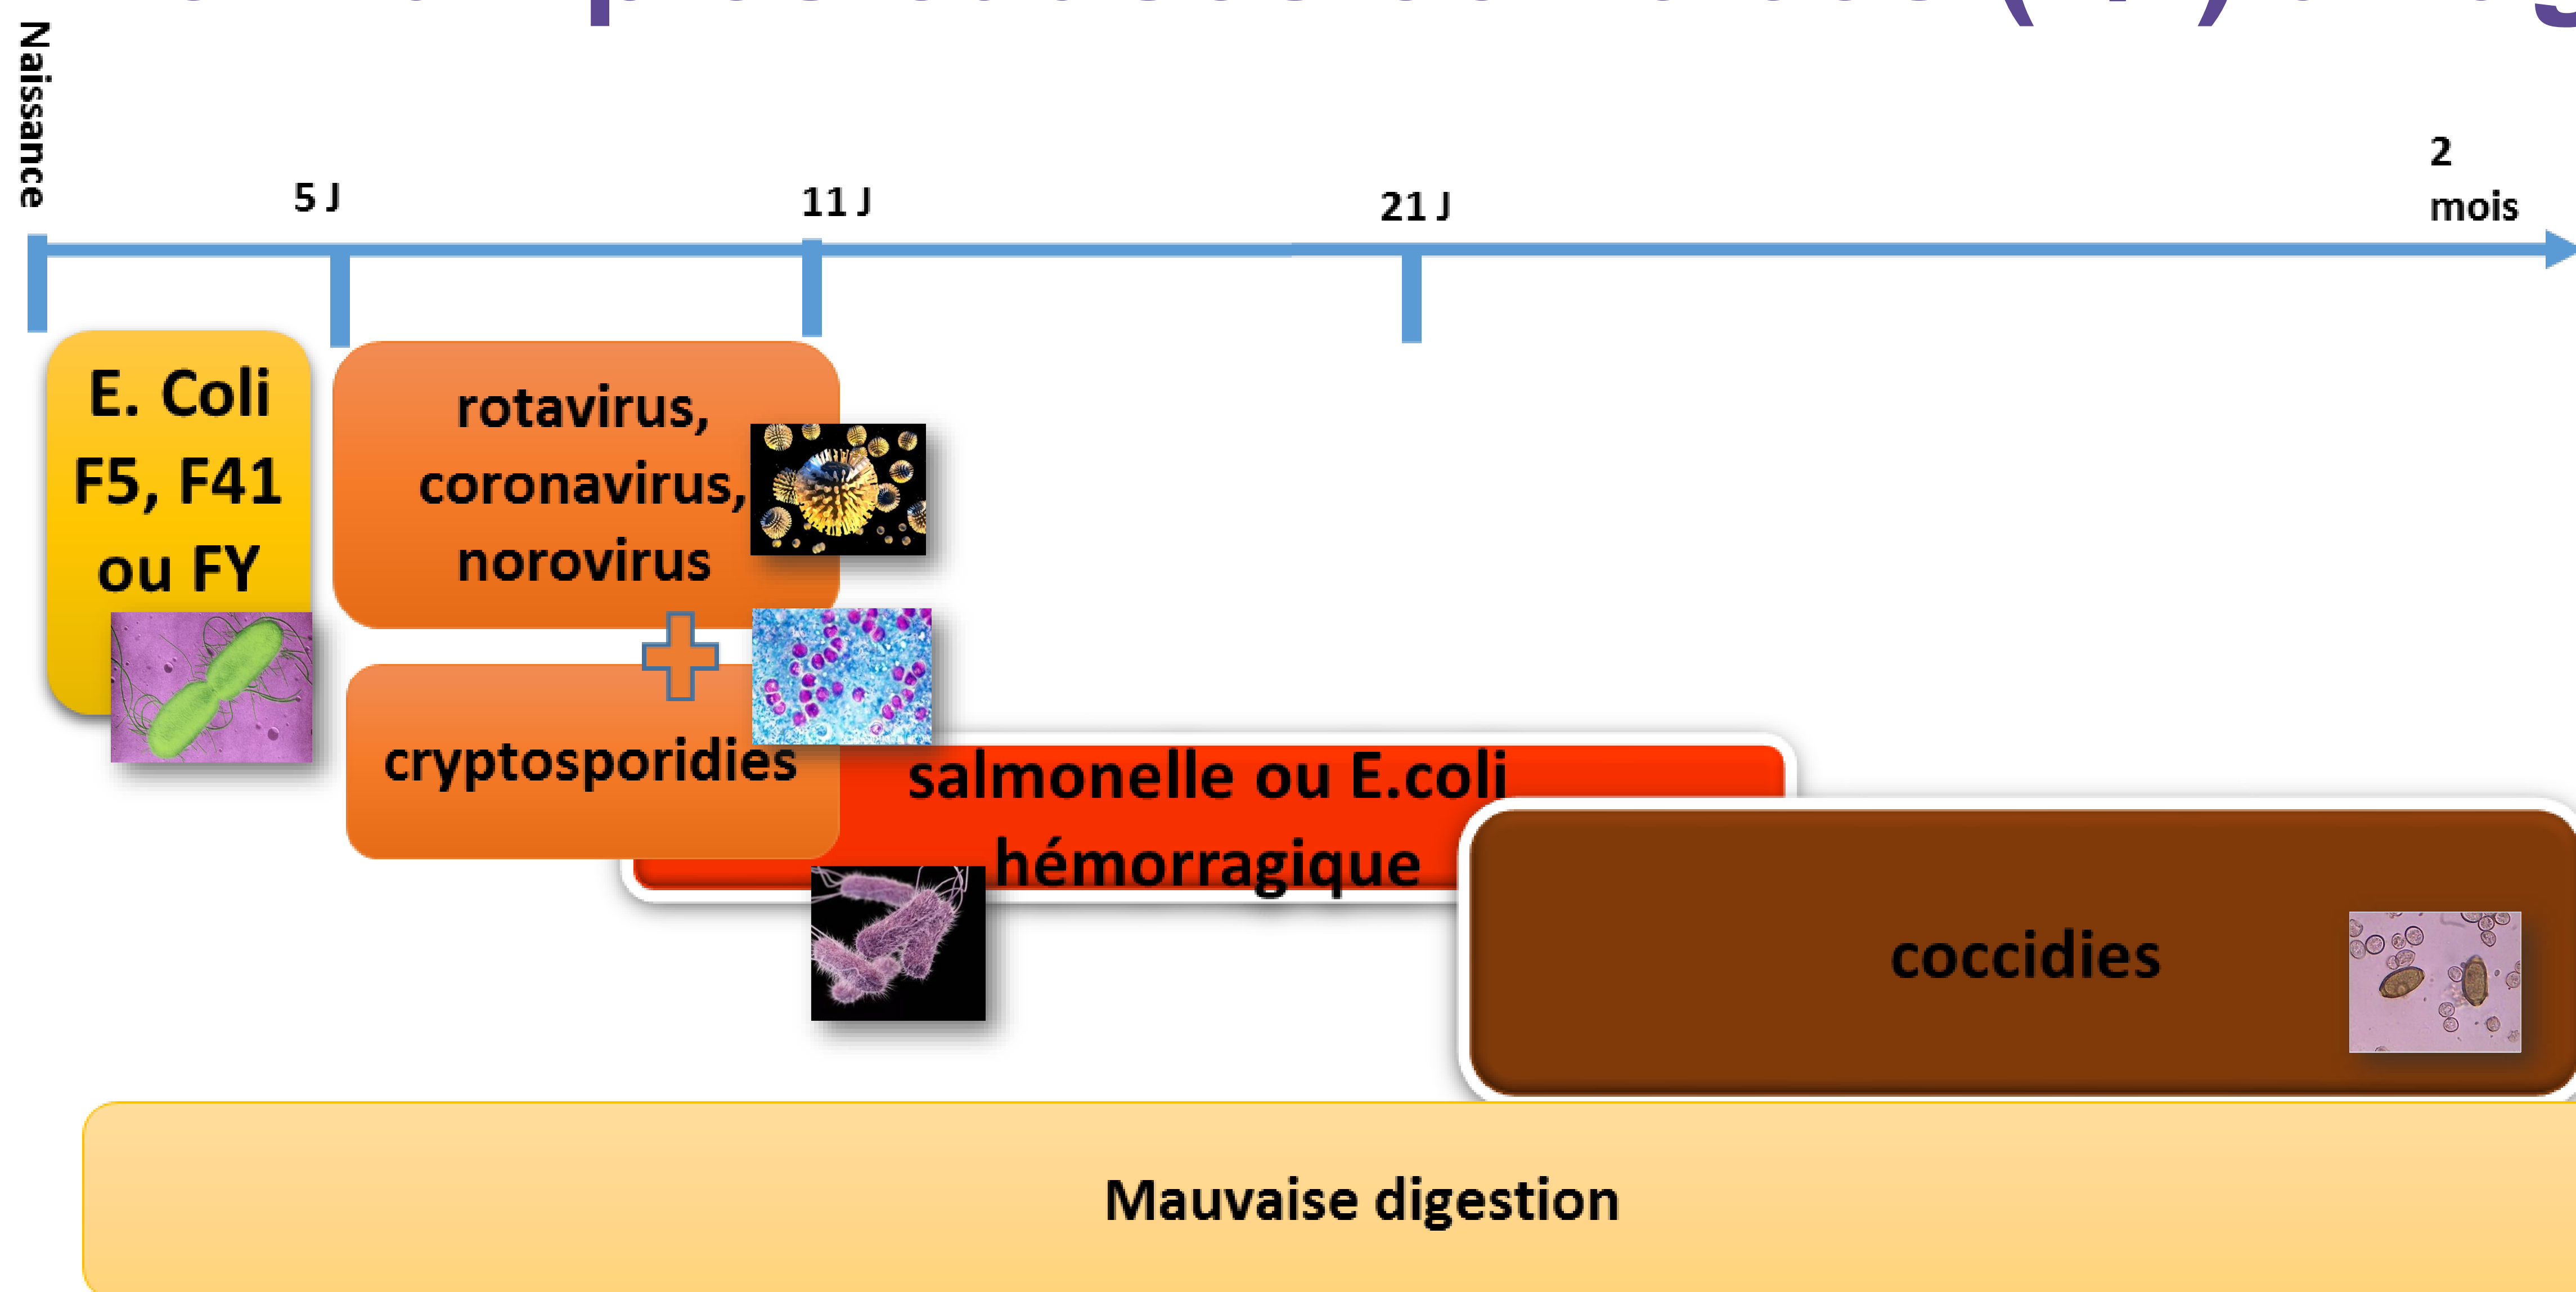 Naissance
5 J
11 J
21 J
2
mois
E. Coli
F5, F41
ou FY
rotavirus,
coronavirus,
norovirus
cryptosporidies
salmonelle ou E.coli
hémorragique
coccidies
Mauvaise digestion